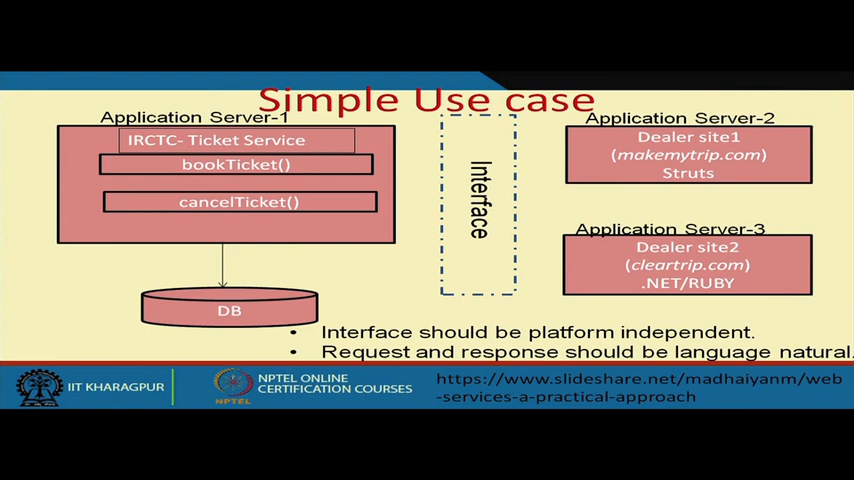 Simple Use case
Application Server-1
IRCTC- Ticket Service
bookTicket()
cancelTicket()
DB
Interface
Application Server-2
Dealer site1
(makemytrip.com)
Struts
Application Server-3
Dealer site2
(cleartrip.com)
.NET/RUBY
• Interface should be platform independent.
• Request and response should be language natural.
IIT KHARAGPUR
NPTEL
NPTEL ONLINE
CERTIFICATION COURSES
https://www.slideshare.net/madhaiyanm/web
-services-a-practical-approach